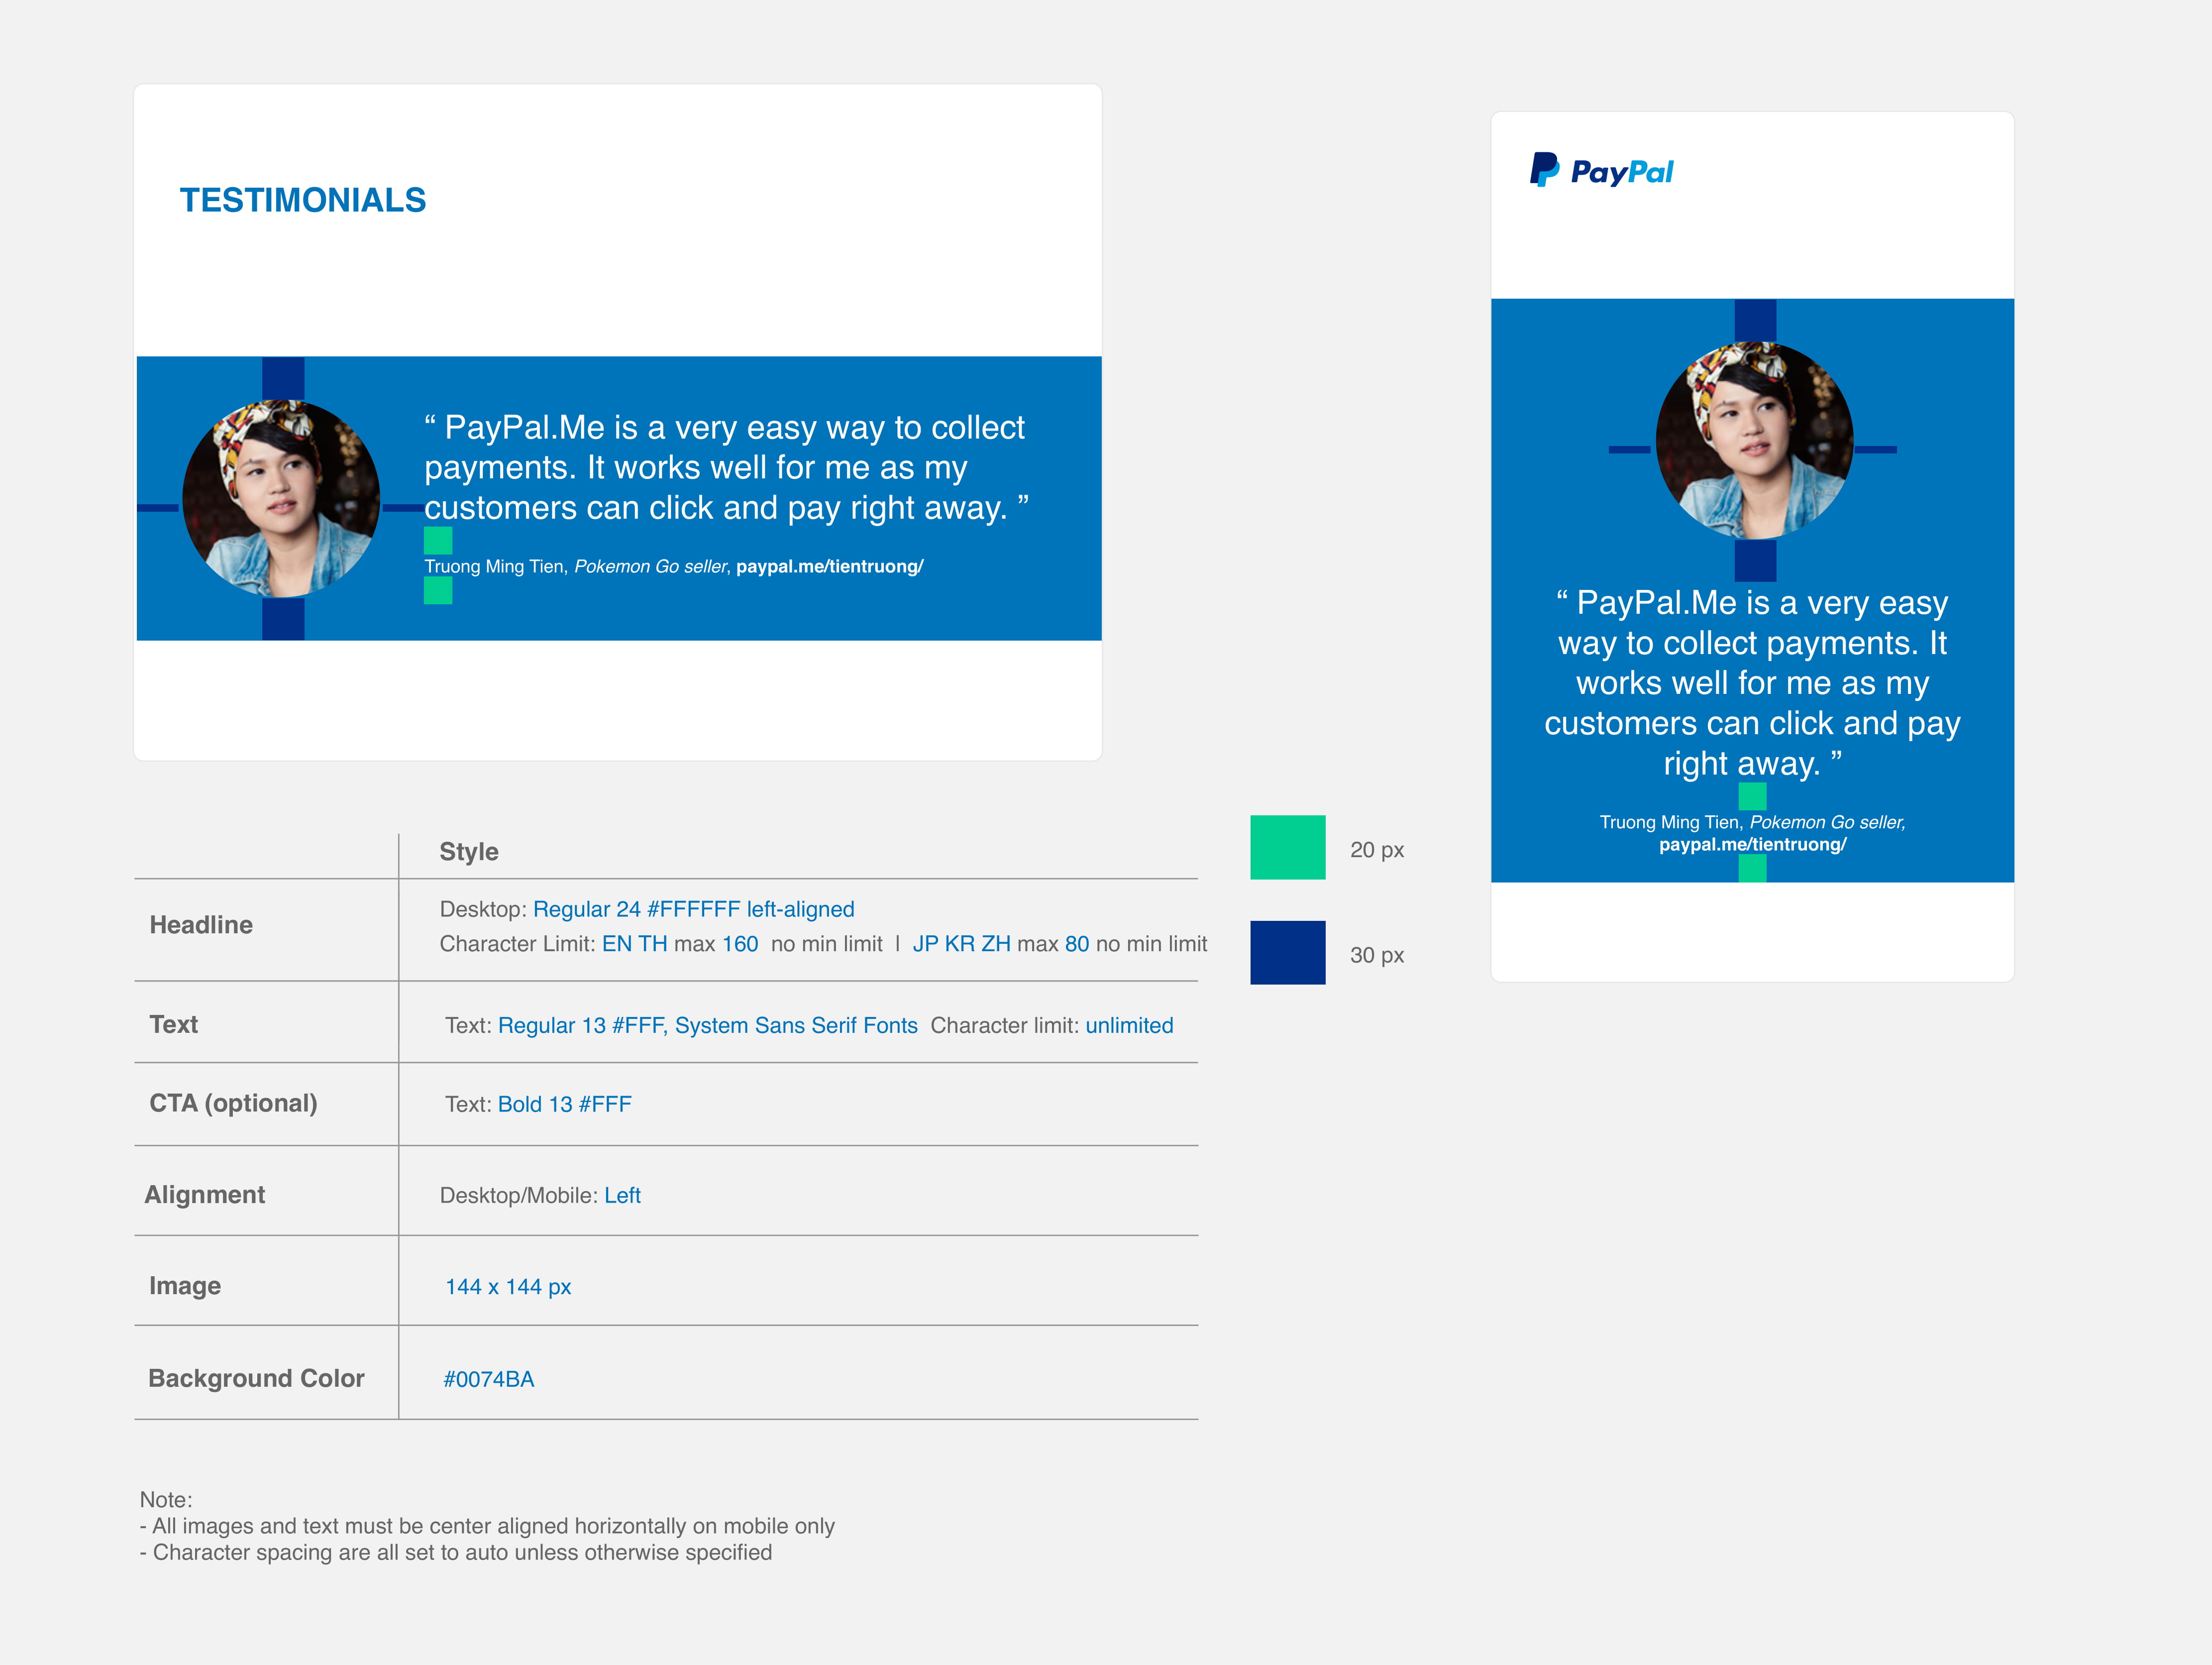 TESTIMONIALS
“ PayPal.Me is a very easy way to collect
payments. It works well for me as my
customers can click and pay right away. ”
Truong Ming Tien, Pokemon Go seller, paypal.me/tientruong/
PayPal
“ PayPal.Me is a very easy
way to collect payments. It
works well for me as my
customers can click and pay
right away. ”
Truong Ming Tien, Pokemon Go seller,
paypal.me/tientruong/
Style
Headline
Desktop: Regular 24 #FFFFFF left-aligned
Character Limit: EN TH max 160 no min limit | JP KR ZH max 80 no min limit
Text
Text: Regular 13 #FFF, System Sans Serif Fonts Character limit: unlimited
CTA (optional)
Text: Bold 13 #FFF
Alignment
Desktop/Mobile: Left
Image
144 x 144 px
Background Color
#0074BA
20 px
30 px
Note:
- All images and text must be center aligned horizontally on mobile only
- Character spacing are all set to auto unless otherwise specified